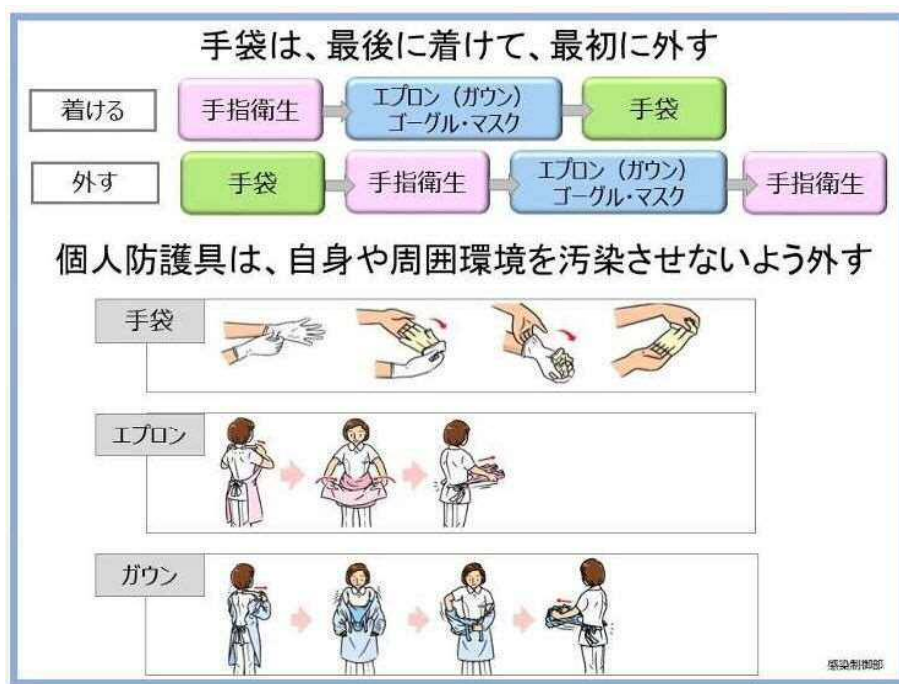 手袋は、最後に着けて、最初に外す
着ける
手指衛生
エプロン（ガウン）
ゴーグル・マスク
手袋
外す
手袋
手指衛生
エプロン（ガウン）
ゴーグル・マスク
手指衛生
個人防護具は、自身や周囲環境を汚染させないよう外す
手袋
エプロン
ガウン
感染制御部